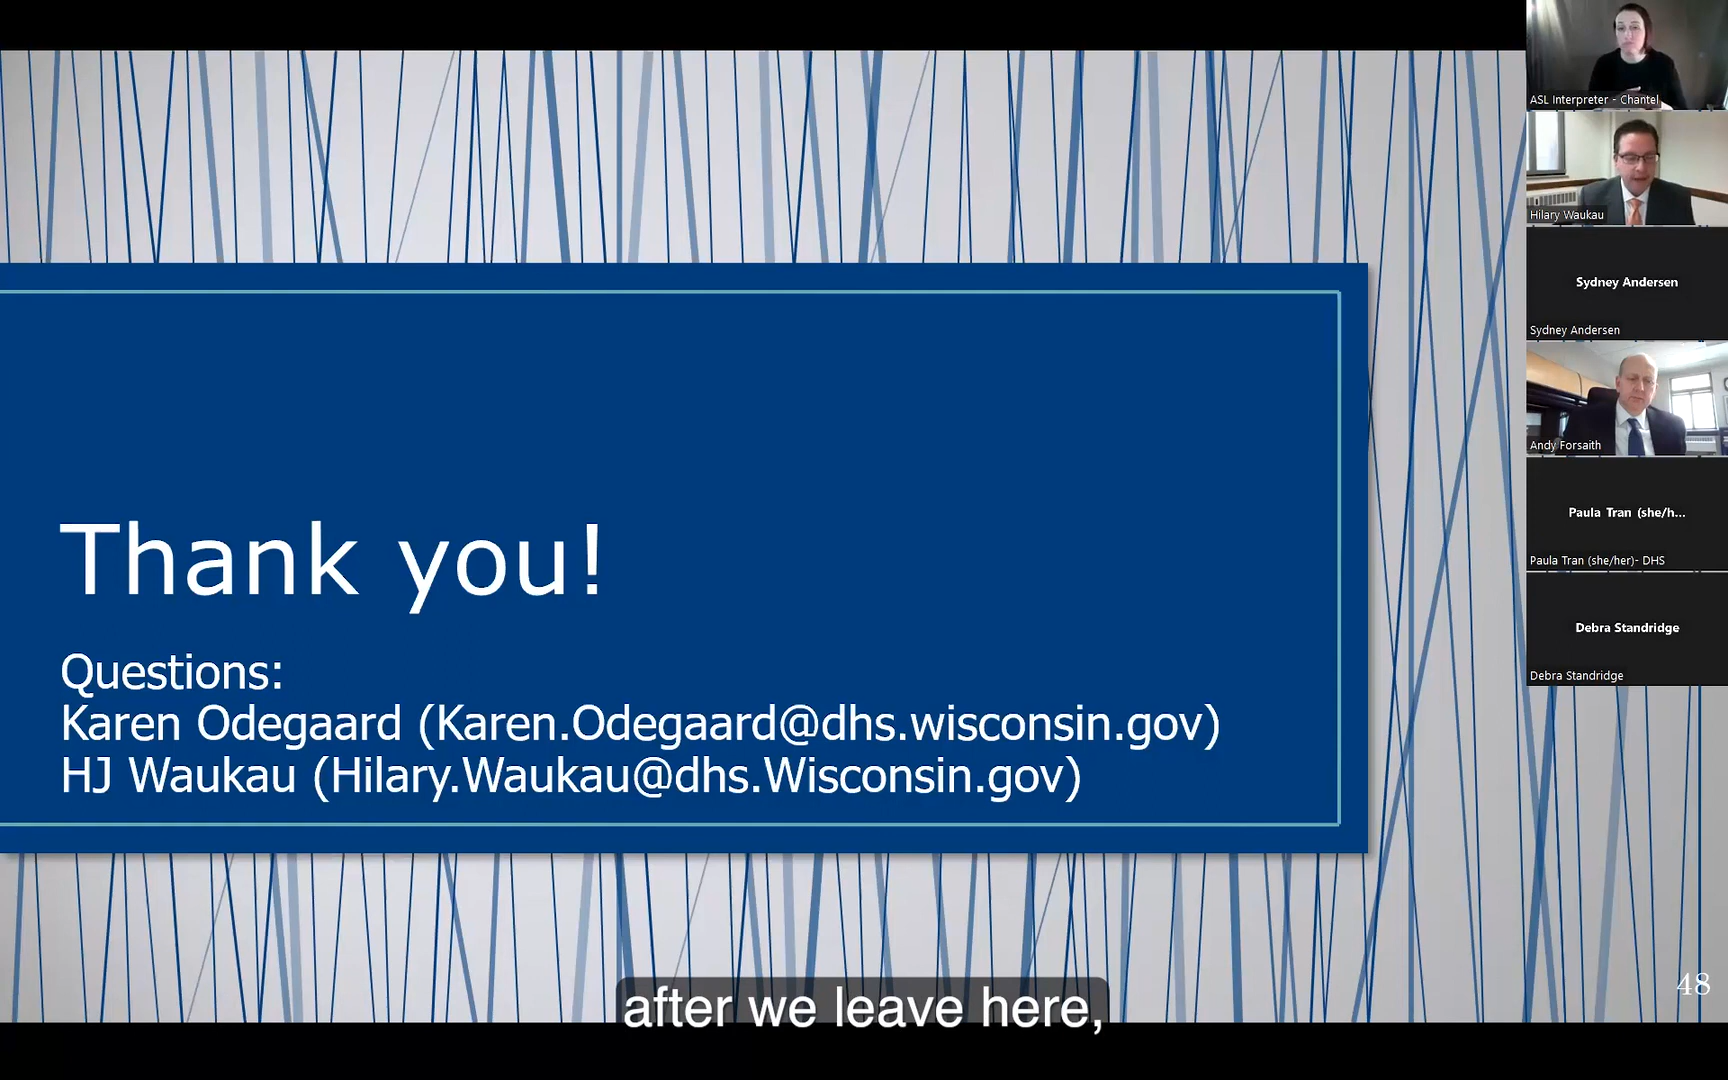 Thank you!
Questions:
Karen Odegaard (Karen.Odegaard@dhs.wisconsin.gov)
HJ Waukau (Hilary.Waukau@dhs.Wisconsin.gov)
after we leave here,
48
ASL Interpreter - Chantel
Hilary Waukau
Sydney Andersen
Sydney Andersen
Andy Forsaith
Paula Tran (she/h...
Paula Tran (she/her)- DHS
Debra Standridge
Debra Standridge